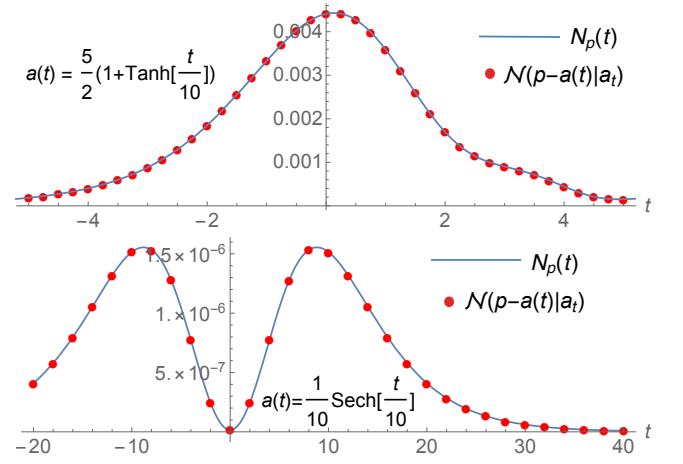 0.004
a(t) = 5/2 (1+Tanh[t/10])
N_p(t)
𝒩(p−a(t)|a_t)
0.003
0.002
0.001
−4 −2 2 4 t
1.5×10^-6
N_p(t)
𝒩(p−a(t)|a_t)
1.×10^-6
5.×10^-7
a(t)= 1/10 Sech[t/10]
−20 −10 10 20 30 40 t